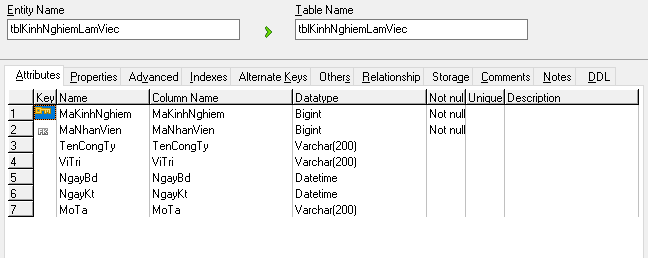 Entity Name Table Name
tblKinhNghiemLamViec tblKinhNghiemLamViec
Attributes Properties Advanced Indexes Alternate Keys Others Relationship Storage Comments Notes DDL
Key Name Column Name Datatype Not nul Unique Description
1 Key MaKinhNghiem MaKinhNghiem Bigint Not null
2 FK MaNhanVien MaNhanVien Bigint Not null
3 TenCongTy TenCongTy Varchar(200)
4 ViTri ViTri Varchar(200)
5 NgayBd NgayBd Datetime
6 NgayKt NgayKt Datetime
7 MoTa MoTa Varchar(200)